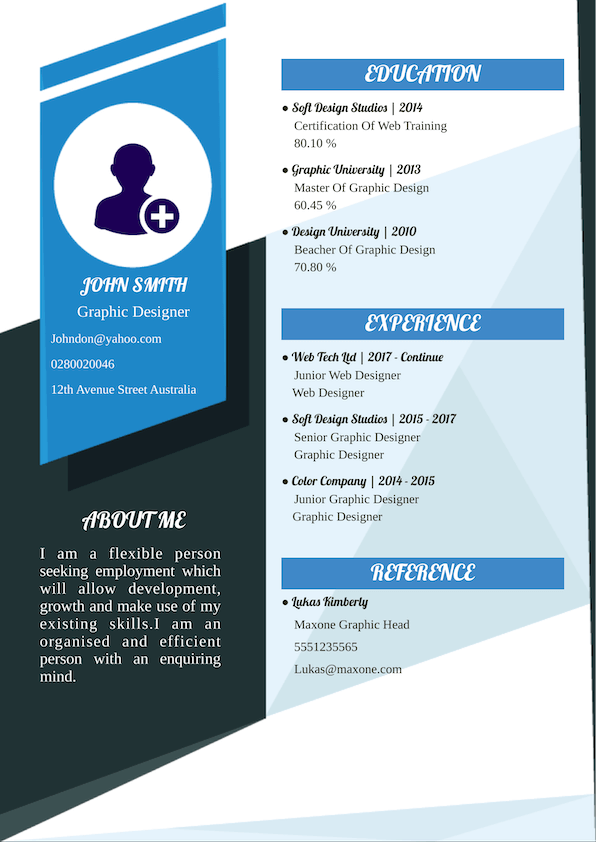 JOHN SMITH
Graphic Designer
Johndon@yahoo.com
0280020046
12th Avenue Street Australia
ABOUT ME
I am a flexible person
seeking employment which
will allow development,
growth and make use of my
existing skills.I am an
organised and efficient
person with an enquiring
mind.
EDUCATION
• Soft Design Studios | 2014
Certification Of Web Training
80.10 %
• Graphic University | 2013
Master Of Graphic Design
60.45 %
• Design University | 2010
Beacher Of Graphic Design
70.80 %
EXPERIENCE
• Web Tech Ltd | 2017 - Continue
Junior Web Designer
Web Designer
• Soft Design Studios | 2015 - 2017
Senior Graphic Designer
Graphic Designer
• Color Company | 2014 - 2015
Junior Graphic Designer
Graphic Designer
REFERENCE
• Lukas Kimberly
Maxone Graphic Head
5551235565
Lukas@maxone.com